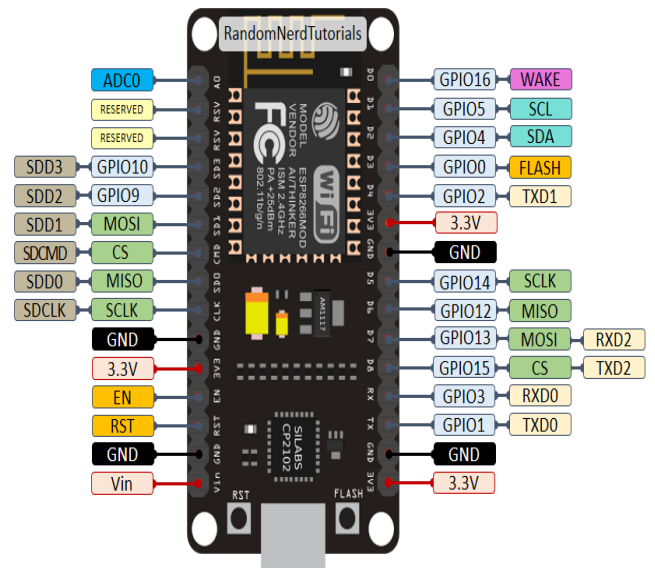 RandomNerdTutorials
ADC0 A0 D0 GPIO16 WAKE
RESERVED RSV D1 GPIO5 SCL
RESERVED RSV D2 GPIO4 SDA
SDD3 GPIO10 SD3 D3 GPIO0 FLASH
SDD2 GPIO9 SD2 D4 GPIO2 TXD1
SDD1 MOSI SD1 3V3 3.3V
SDCMD CS CMD GND GND
SDD0 MISO SD0 D5 GPIO14 SCLK
SDCLK SCLK CLK D6 GPIO12 MISO
GND GND D7 GPIO13 MOSI RXD2
3.3V 3V3 D8 GPIO15 CS TXD2
EN EN RX GPIO3 RXD0
RST RST TX GPIO1 TXD0
GND GND GND GND
Vin Vin 3V3 3.3V
MODEL ESP8266MOD
VENDOR AITHINKER
ISM 2.4GHz
PA +25dBm
802.11b/g/n
FC
Wi Fi
AM1117
SILABS
CP2102
RST
FLASH